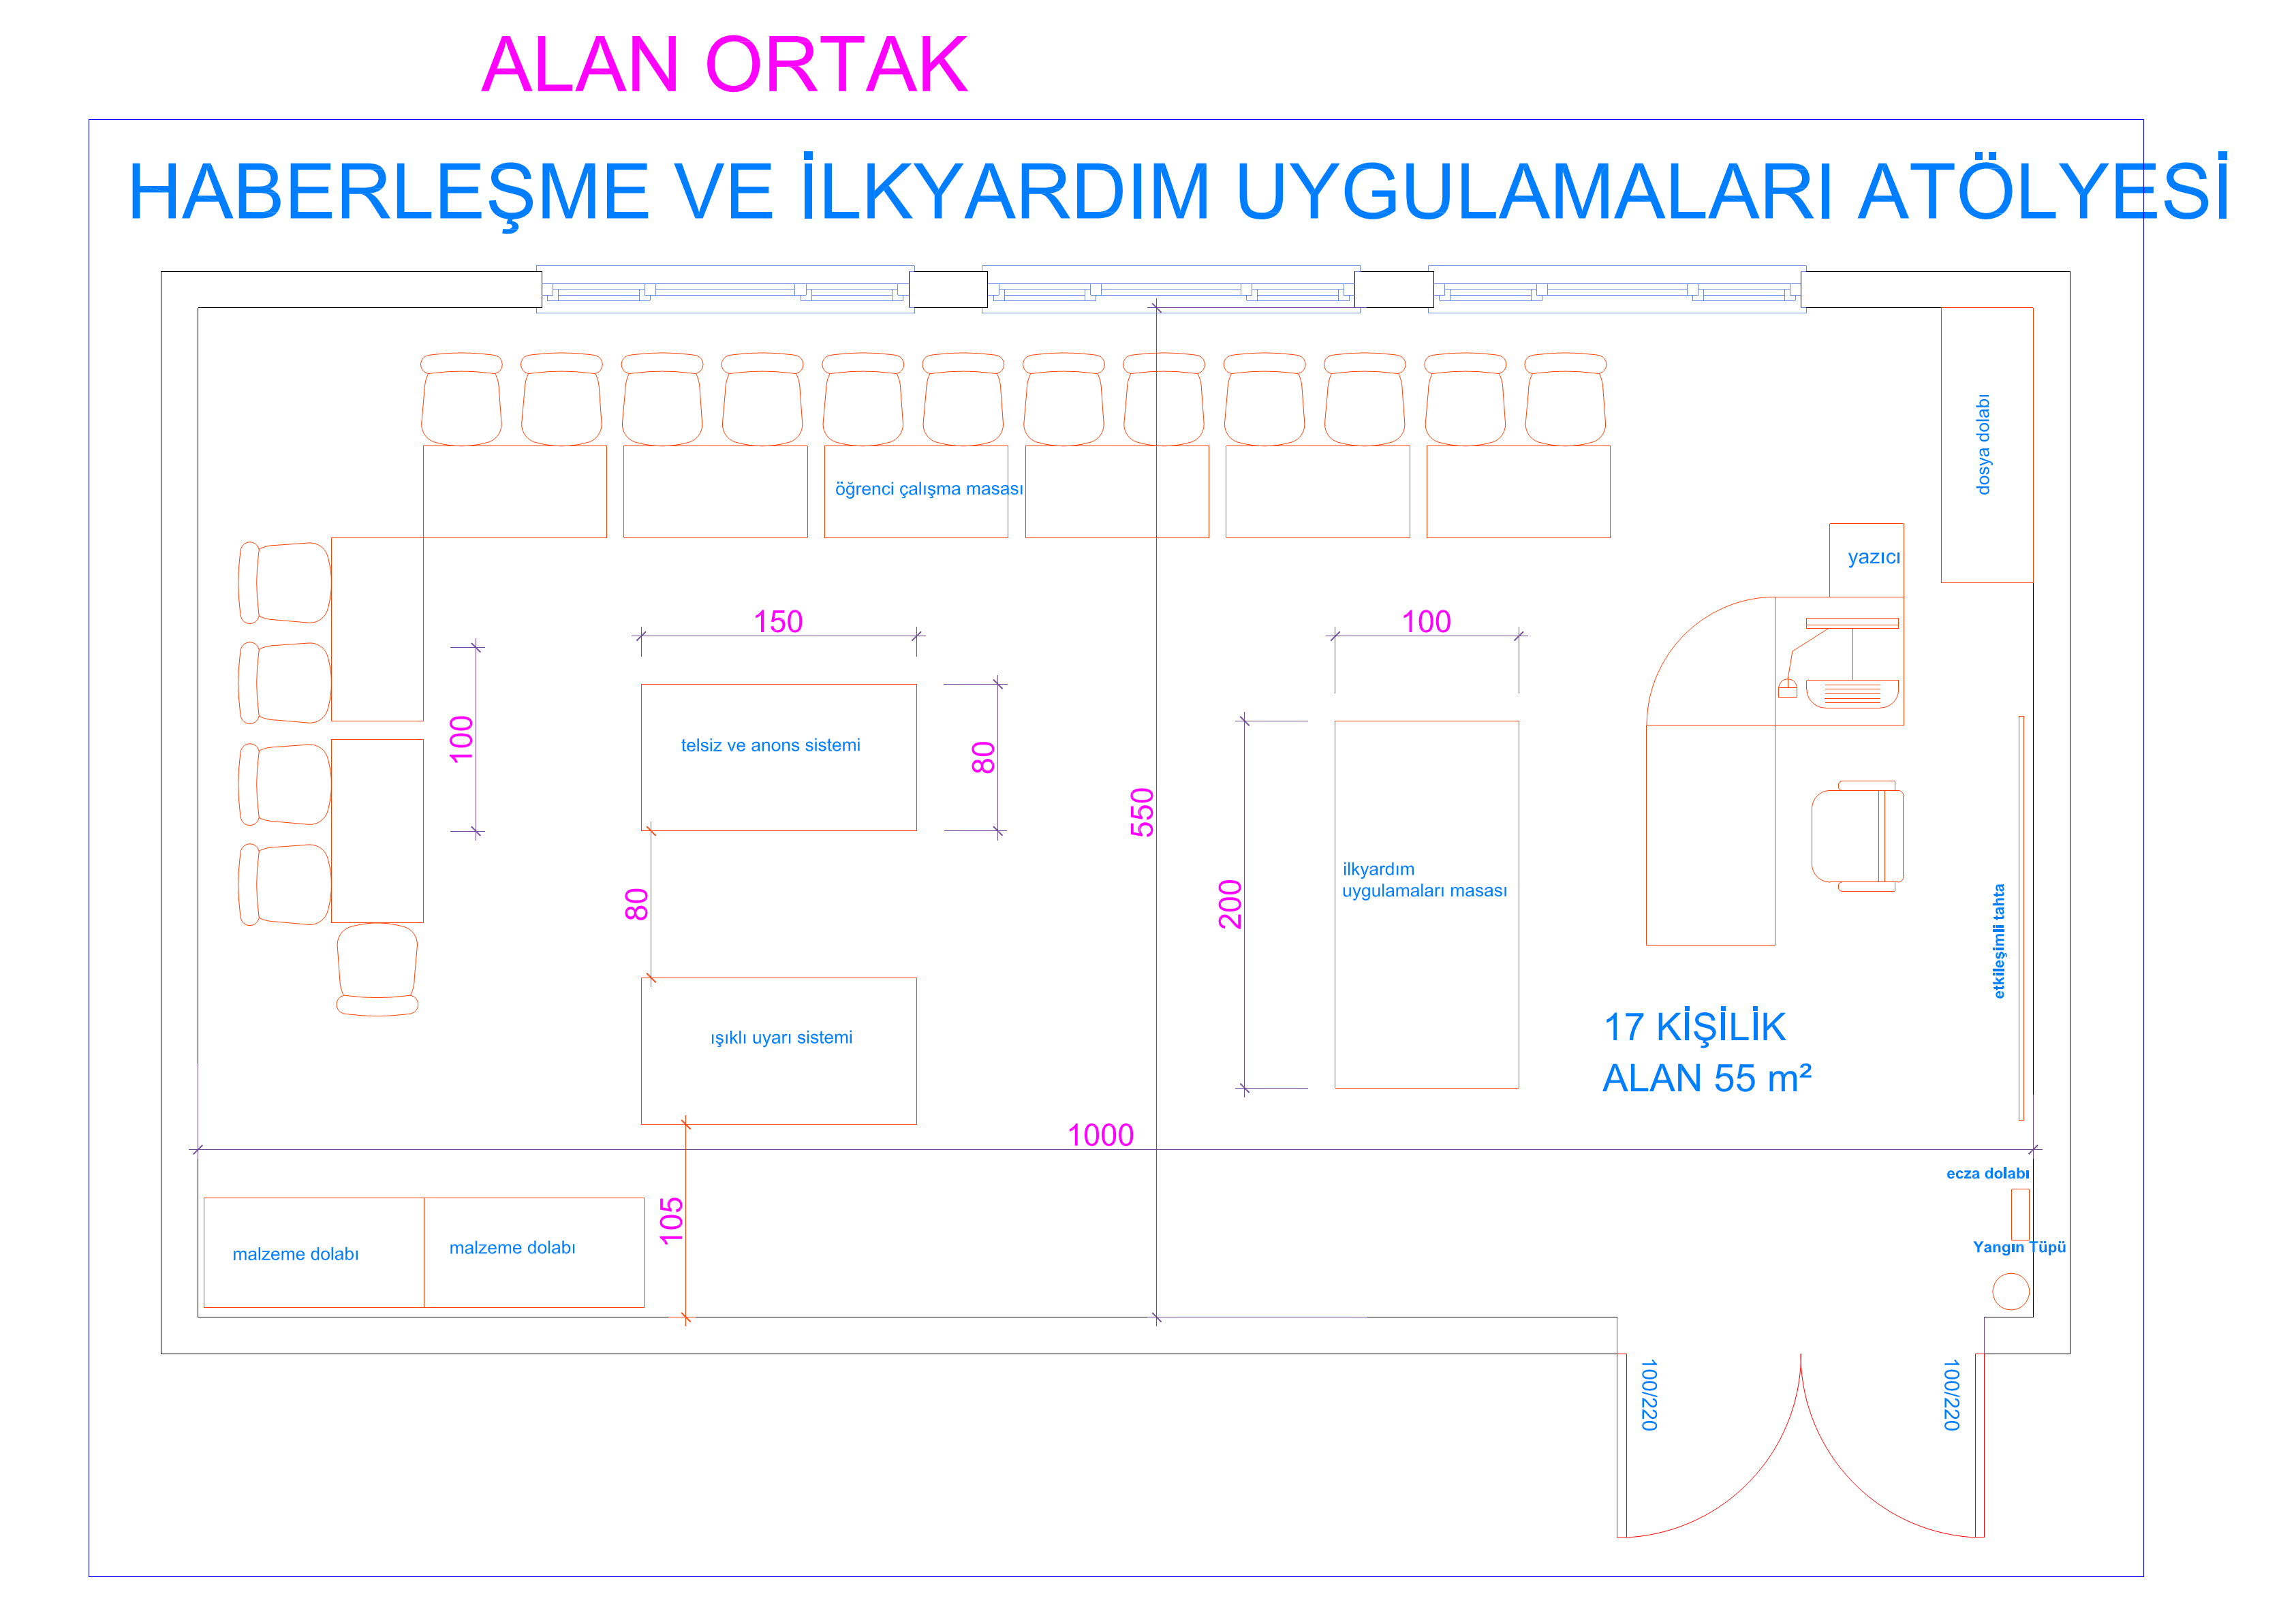 ALAN ORTAK
HABERLEŞME VE İLKYARDIM UYGULAMALARI ATÖLYESİ
dosya dolabı
öğrenci çalışma masası
yazıcı
150
100
100
telsiz ve anons sistemi
80
550
80
200
ilkyardım
uygulamaları masası
etkileşimli tahta
17 KİŞİLİK
ALAN 55 m²
ışıklı uyarı sistemi
1000
ecza dolabı
105
malzeme dolabı
malzeme dolabı
Yangın Tüpü
100/220
100/220